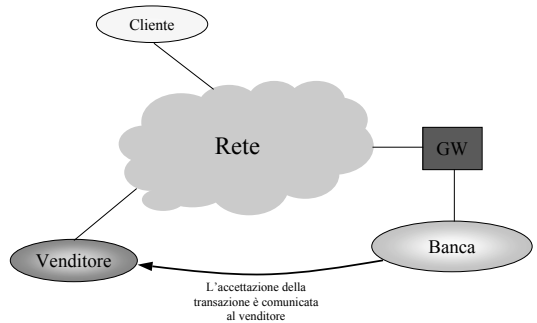 Cliente
Rete
GW
Venditore
Banca
L'accettazione della
transazione è comunicata
al venditore